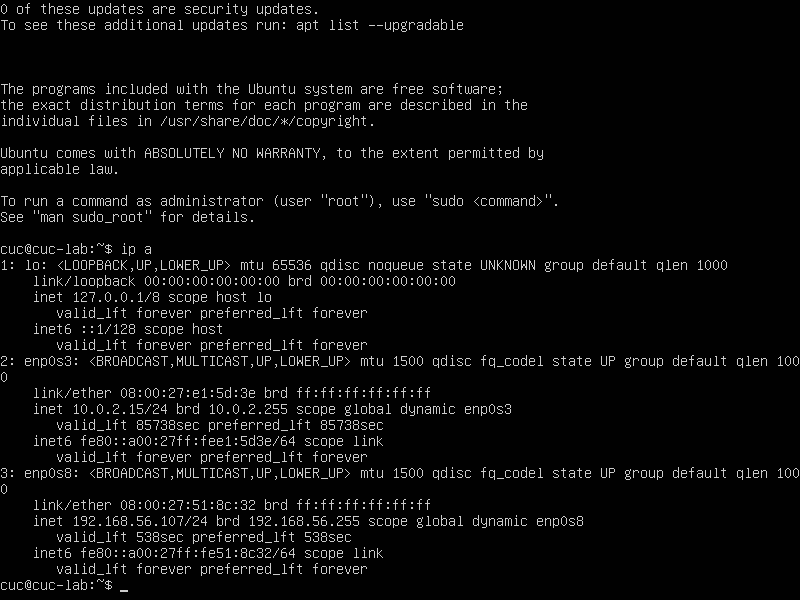 0 of these updates are security updates.
To see these additional updates run: apt list --upgradable
The programs included with the Ubuntu system are free software;
the exact distribution terms for each program are described in the
individual files in /usr/share/doc/*/copyright.
Ubuntu comes with ABSOLUTELY NO WARRANTY, to the extent permitted by
applicable law.
To run a command as administrator (user "root"), use "sudo <command>".
See "man sudo_root" for details.
cuc@cuc-lab:~$ ip a
1: lo: <LOOPBACK,UP,LOWER_UP> mtu 65536 qdisc noqueue state UNKNOWN group default qlen 1000
    link/loopback 00:00:00:00:00:00 brd 00:00:00:00:00:00
    inet 127.0.0.1/8 scope host lo
       valid_lft forever preferred_lft forever
    inet6 ::1/128 scope host
       valid_lft forever preferred_lft forever
2: enp0s3: <BROADCAST,MULTICAST,UP,LOWER_UP> mtu 1500 qdisc fq_codel state UP group default qlen 100
0
    link/ether 08:00:27:e1:5d:3e brd ff:ff:ff:ff:ff:ff
    inet 10.0.2.15/24 brd 10.0.2.255 scope global dynamic enp0s3
       valid_lft 85738sec preferred_lft 85738sec
    inet6 fe80::a00:27ff:fee1:5d3e/64 scope link
       valid_lft forever preferred_lft forever
3: enp0s8: <BROADCAST,MULTICAST,UP,LOWER_UP> mtu 1500 qdisc fq_codel state UP group default qlen 100
0
    link/ether 08:00:27:51:8c:32 brd ff:ff:ff:ff:ff:ff
    inet 192.168.56.107/24 brd 192.168.56.255 scope global dynamic enp0s8
       valid_lft 538sec preferred_lft 538sec
    inet6 fe80::a00:27ff:fe51:8c32/64 scope link
       valid_lft forever preferred_lft forever
cuc@cuc-lab:~$ _